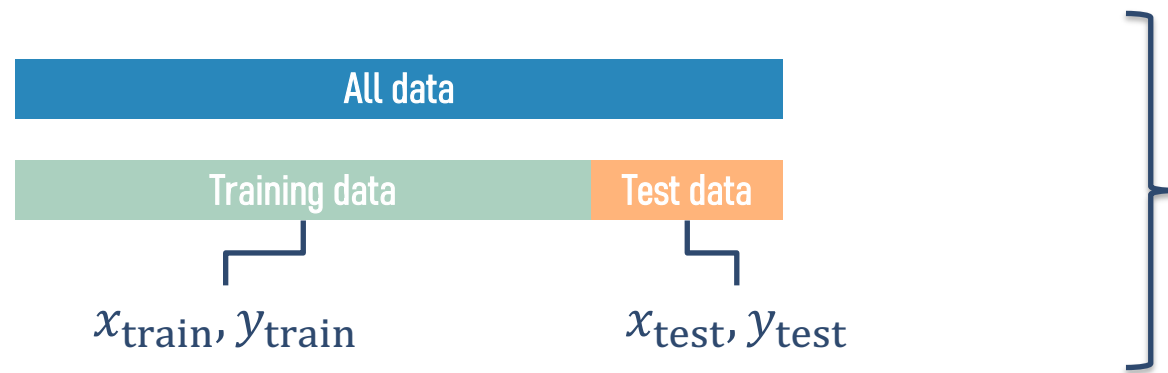 All data
Training data Test data
x_train, y_train x_test, y_test